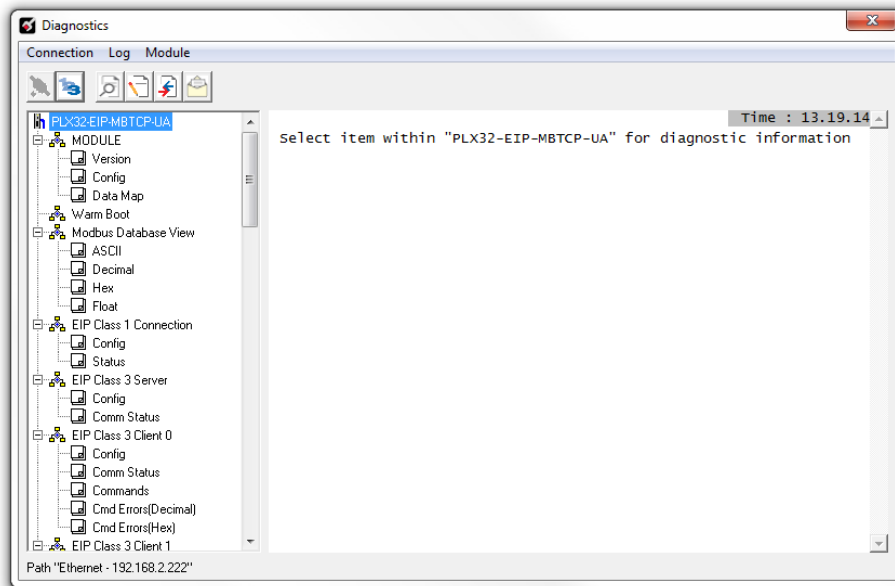 Diagnostics
Connection Log Module
PLX32-EIP-MBTCP-UA
MODULE
Version
Config
Data Map
Warm Boot
Modbus Database View
ASCII
Decimal
Hex
Float
EIP Class 1 Connection
Config
Status
EIP Class 3 Server
Config
Comm Status
EIP Class 3 Client 0
Config
Comm Status
Commands
Cmd Errors(Decimal)
Cmd Errors(Hex)
EIP Class 3 Client 1
Time : 13.19.14
Select item within "PLX32-EIP-MBTCP-UA" for diagnostic information
Path "Ethernet - 192.168.2.222"